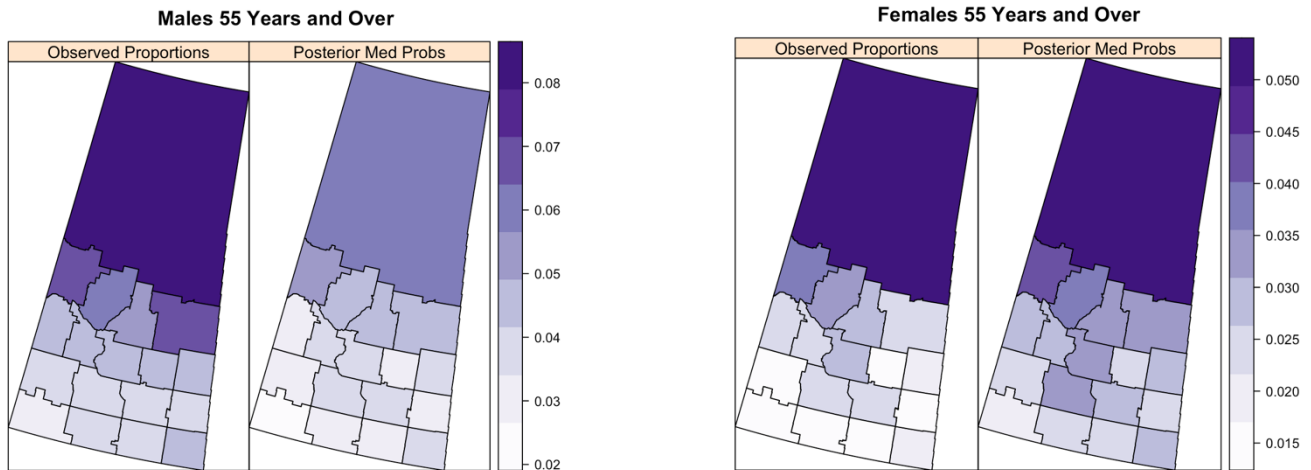 Males 55 Years and Over
Observed Proportions
Posterior Med Probs
0.08
0.07
0.06
0.05
0.04
0.03
0.02
Females 55 Years and Over
Observed Proportions
Posterior Med Probs
0.050
0.045
0.040
0.035
0.030
0.025
0.020
0.015